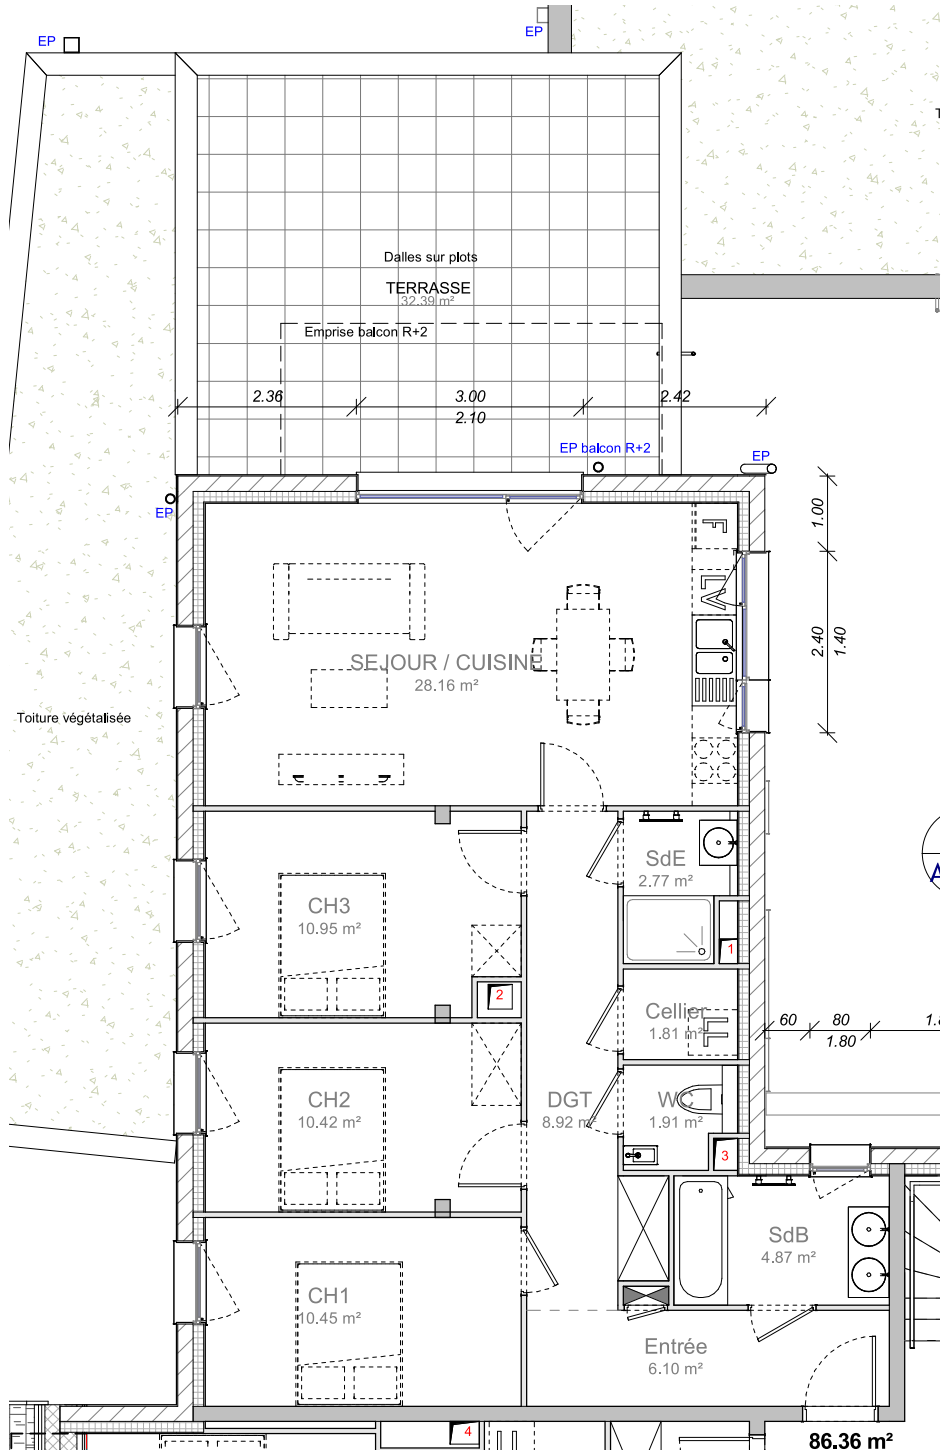 EP
EP
T
Dalles sur plots
TERRASSE
32.39 m²
Emprise balcon R+2
2.36
3.00
2.42
2.10
EP balcon R+2
EP
EP
F
1.00
LV
2.40
1.40
SEJOUR / CUISINE
28.16 m²
Toiture végétalisée
SdE
2.77 m²
CH3
10.95 m²
A
1
2
Cellier
1.81 m²
LL
60
80
1.8
1.80
CH2
10.42 m²
DGT
8.92 m²
WC
1.91 m²
3
SdB
4.87 m²
CH1
10.45 m²
Entrée
6.10 m²
4
86.36 m²